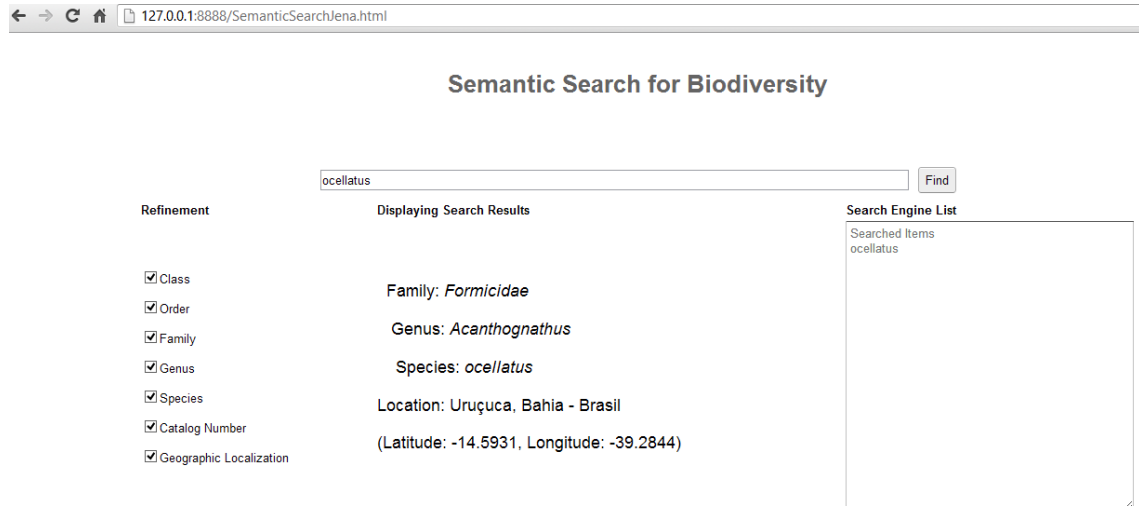 127.0.0.1:8888/SemanticSearchJena.html
Semantic Search for Biodiversity
ocellatus
Find
Refinement
Displaying Search Results
Search Engine List
Searched Items
ocellatus
Class
Order
Family
Genus
Species
Catalog Number
Geographic Localization
Family: Formicidae
Genus: Acanthognathus
Species: ocellatus
Location: Uruçuca, Bahia - Brasil
(Latitude: -14.5931, Longitude: -39.2844)